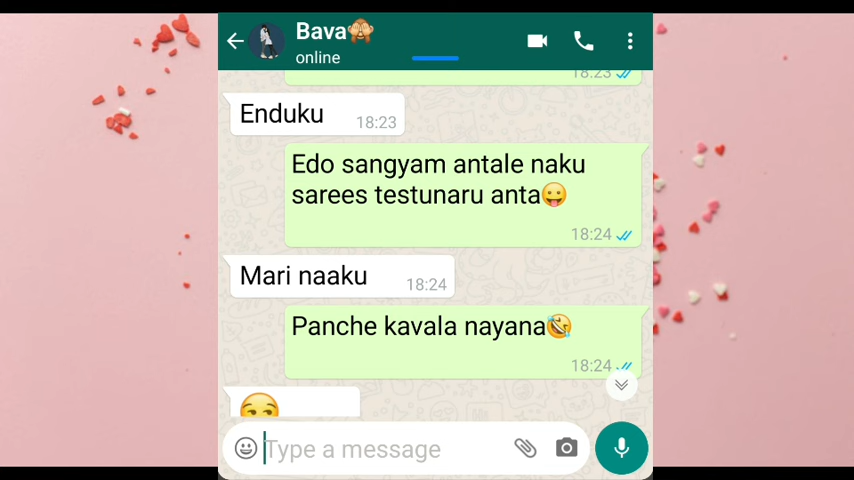 Bava🙈
online
18:23
Enduku
18:23
Edo sangyam antale naku
sarees testunaru anta😛
18:24
Mari naaku
18:24
Panche kavala nayana🤣
18:24
😏
Type a message